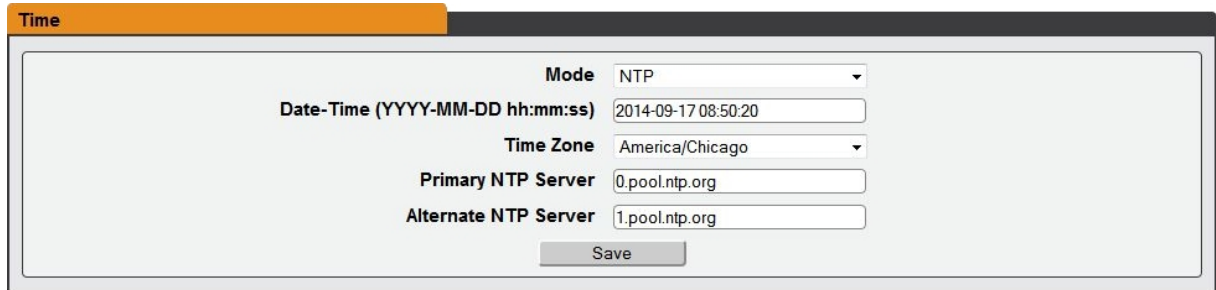 Time
Mode NTP
Date-Time (YYYY-MM-DD hh:mm:ss) 2014-09-17 08:50:20
Time Zone America/Chicago
Primary NTP Server 0.pool.ntp.org
Alternate NTP Server 1.pool.ntp.org
Save